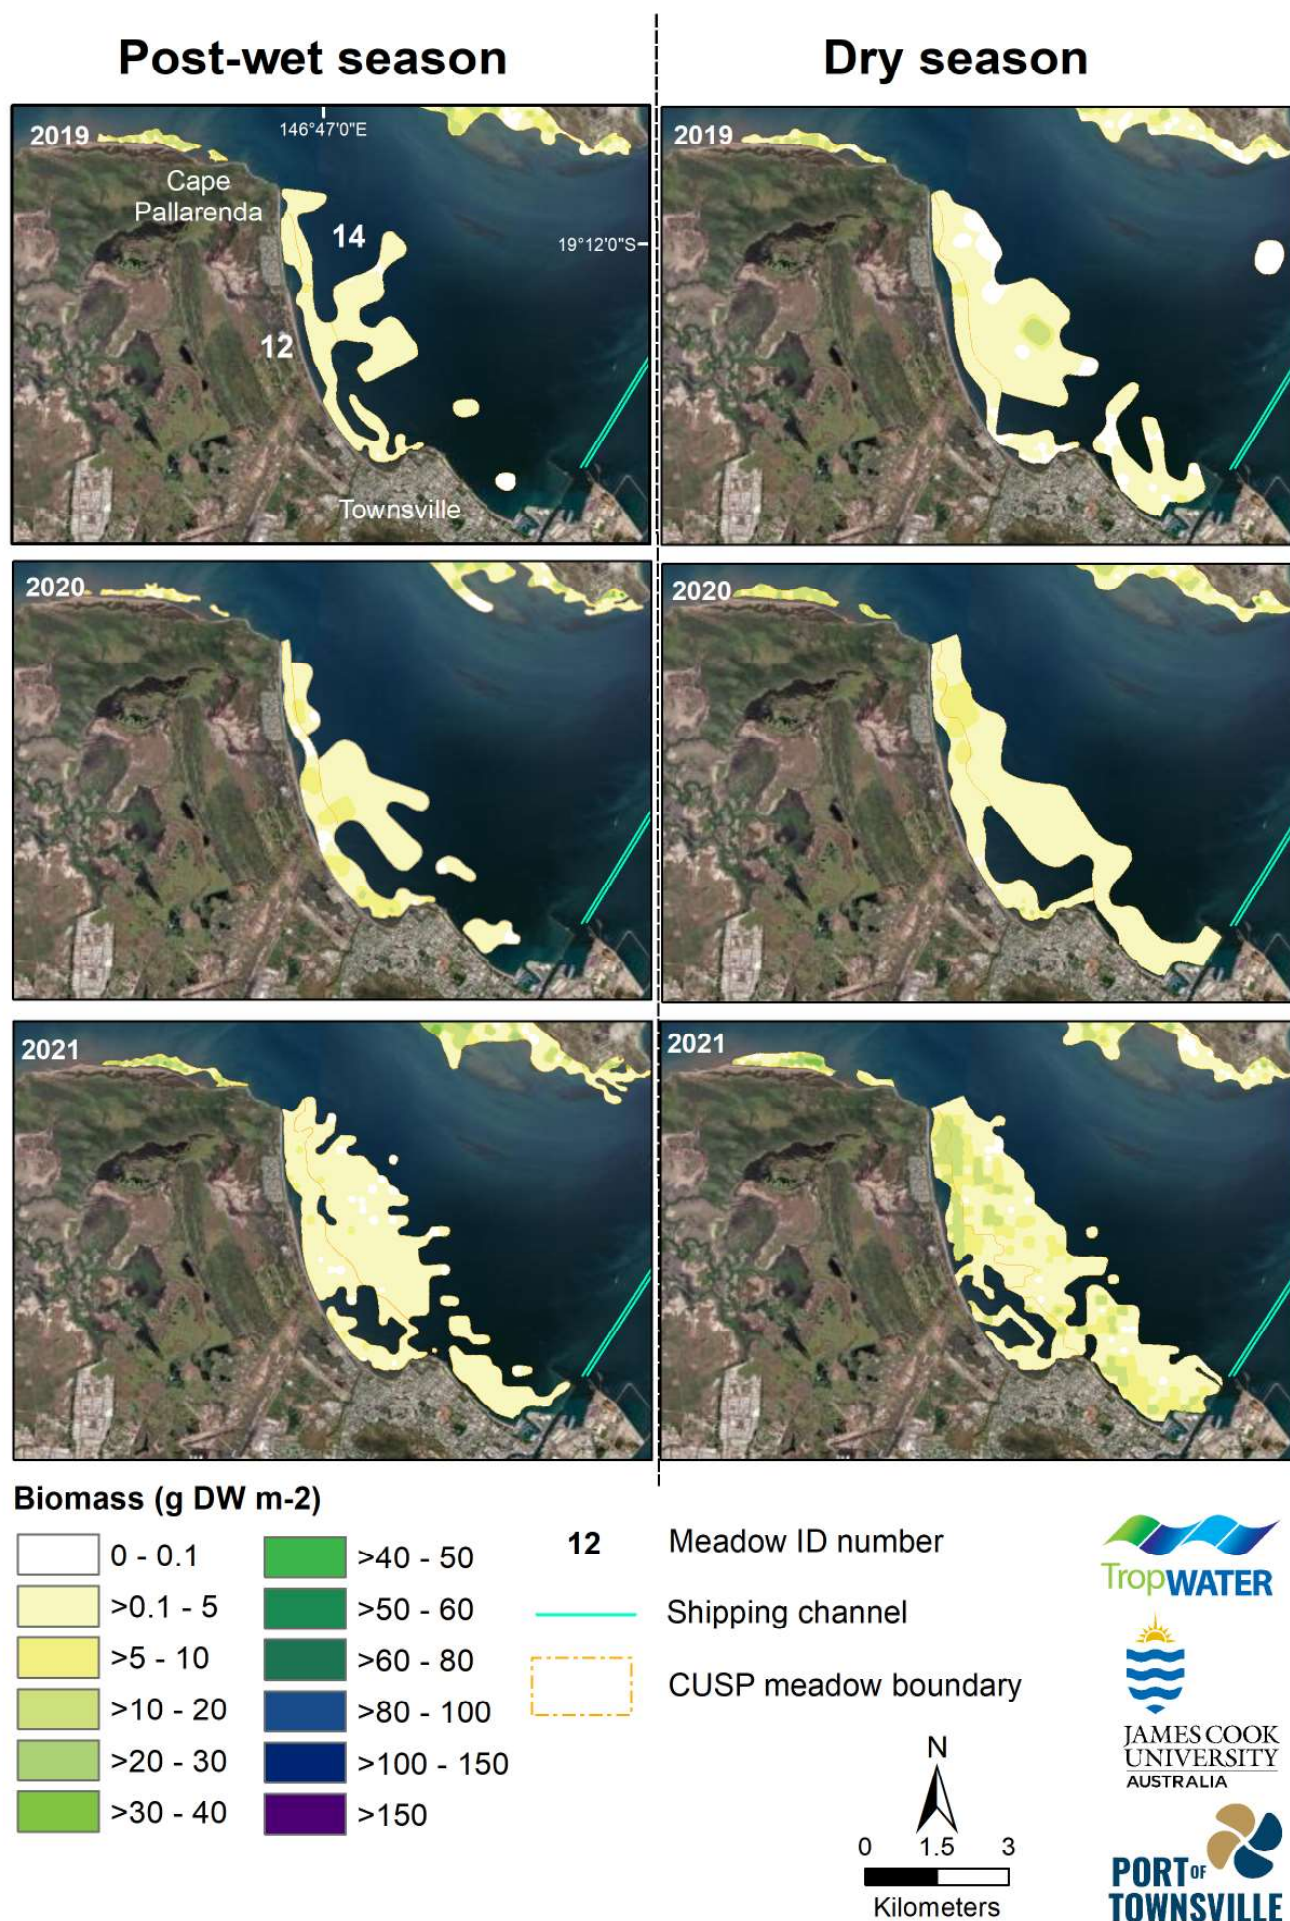 Post-wet season
Dry season
2019
146°47'0"E
Cape
Pallarenda
14
19°12'0"S
12
Townsville
2019
2020
2020
2021
2021
Biomass (g DW m-2)
0 - 0.1
>0.1 - 5
>5 - 10
>10 - 20
>20 - 30
>30 - 40
>40 - 50
>50 - 60
>60 - 80
>80 - 100
>100 - 150
>150
12 Meadow ID number
Shipping channel
CUSP meadow boundary
N
0 1.5 3
Kilometers
TropWATER
JAMES COOK
UNIVERSITY
AUSTRALIA
PORT OF
TOWNSVILLE